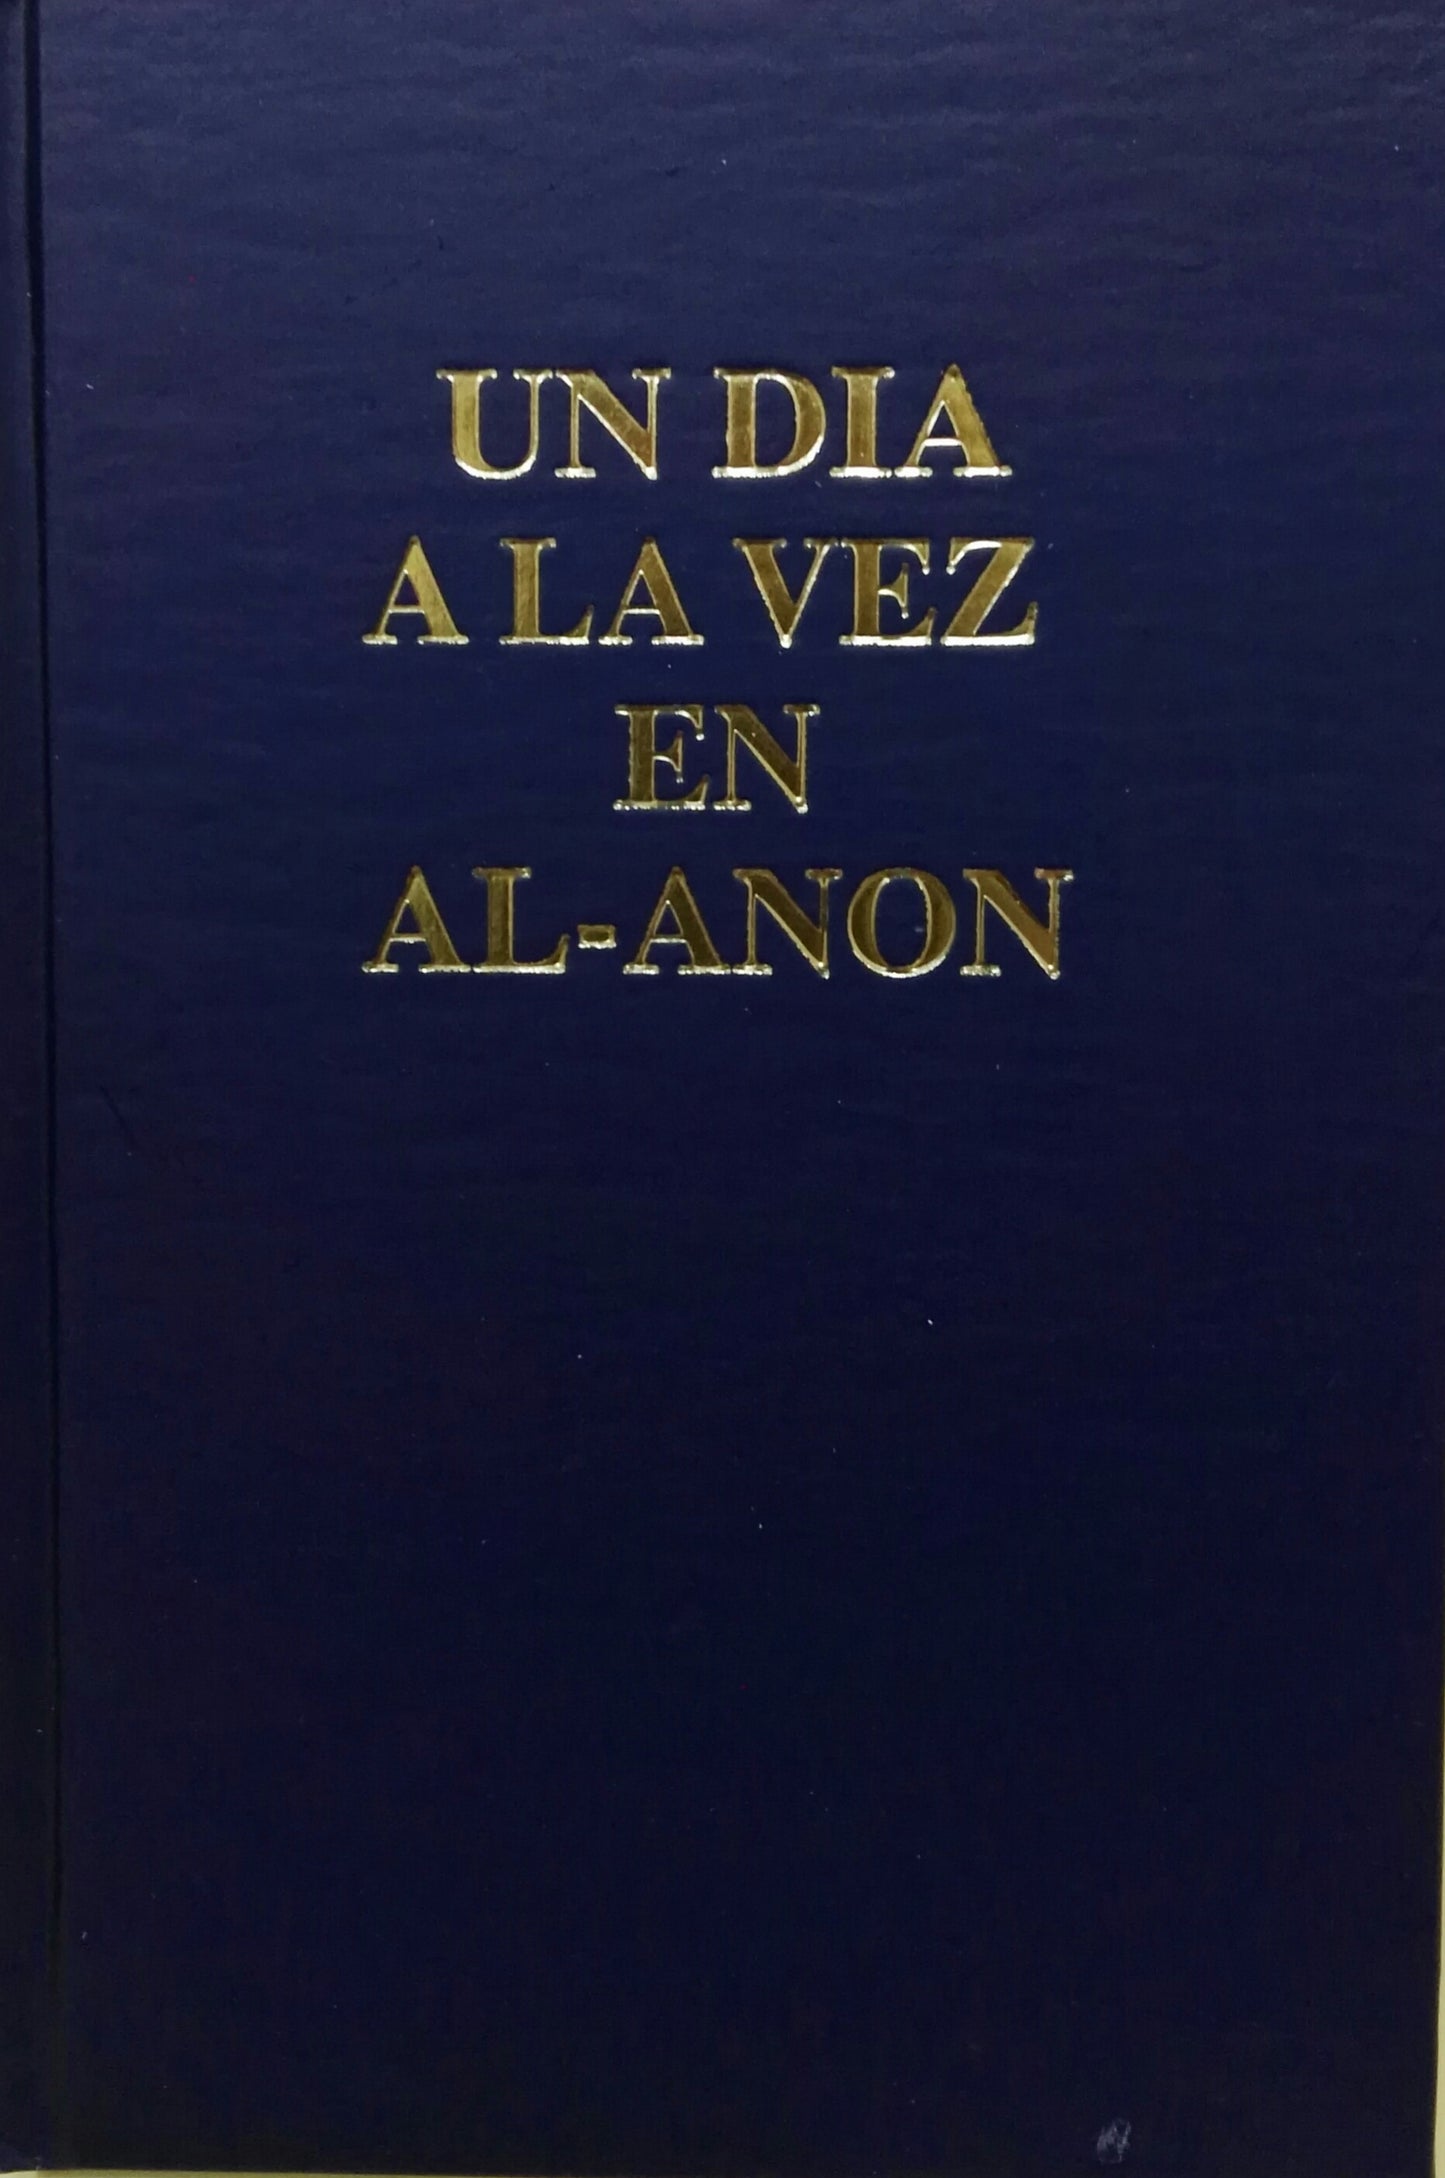 UN DIA
A LA VEZ
EN
AL-ANON